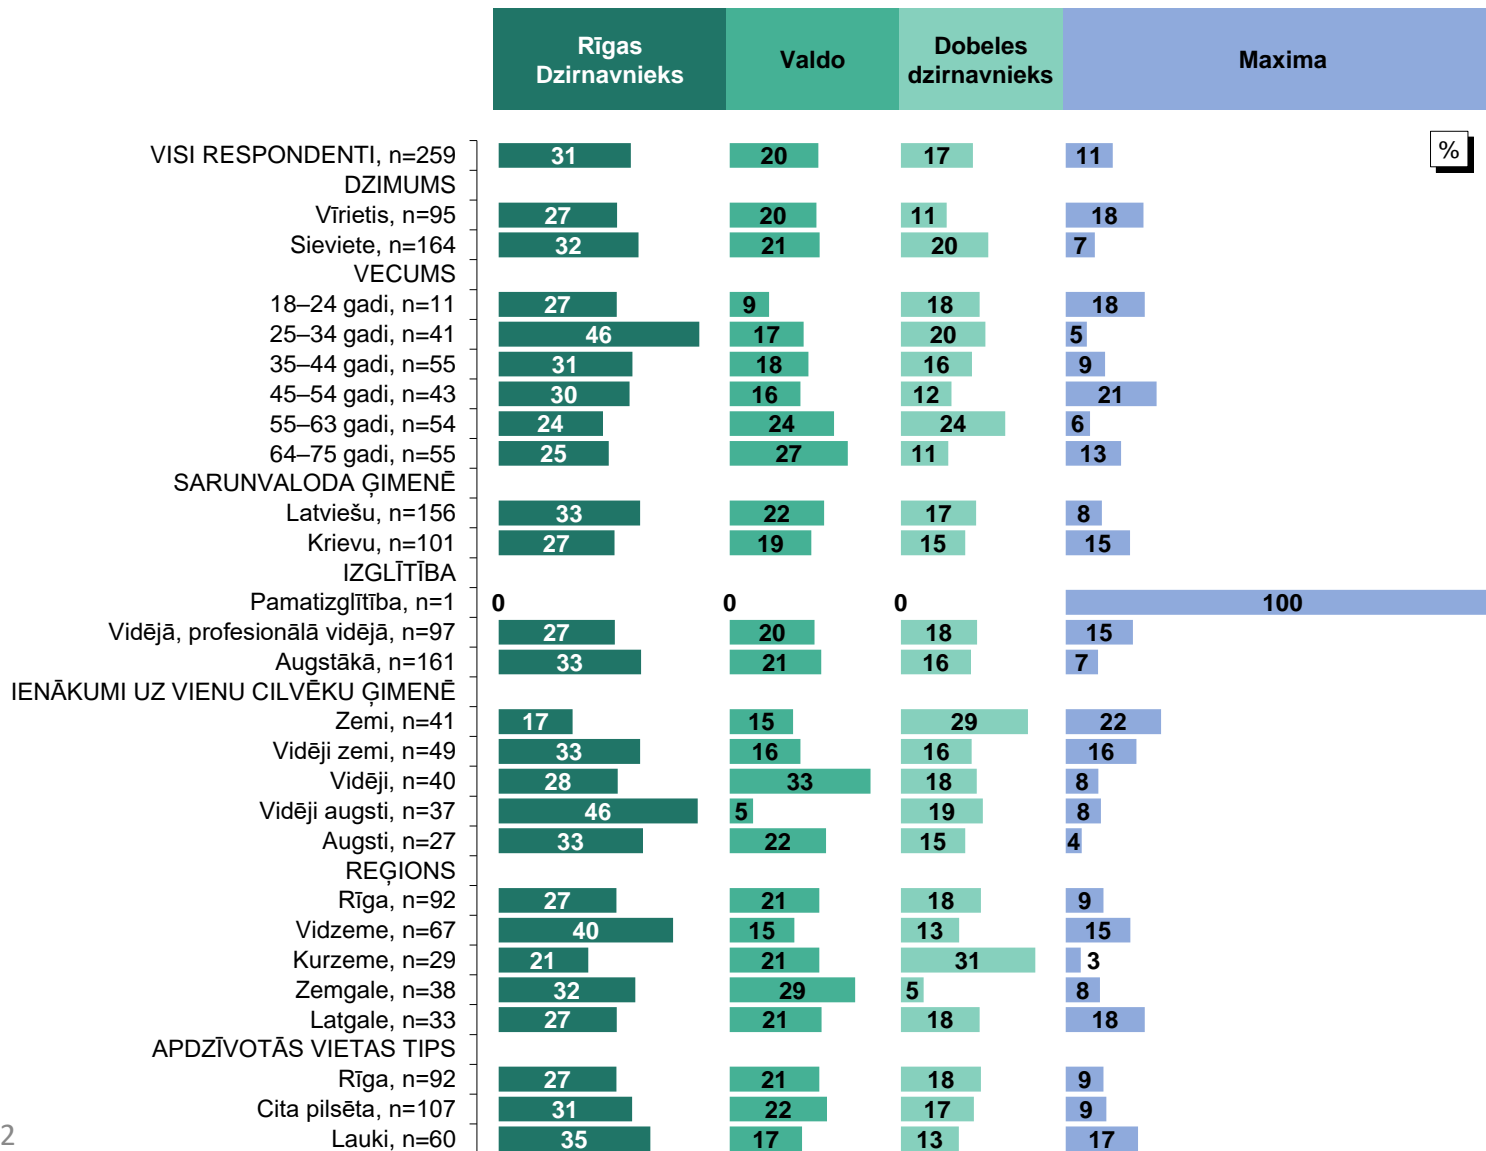 Rīgas Dzirnavnieks Valdo Dobeles dzirnavnieks Maxima
%
VISI RESPONDENTI, n=259 31 20 17 11
DZIMUMS
Vīrietis, n=95 27 20 11 18
Sieviete, n=164 32 21 20 7
VECUMS
18–24 gadi, n=11 27 9 18 18
25–34 gadi, n=41 46 17 20 5
35–44 gadi, n=55 31 18 16 9
45–54 gadi, n=43 30 16 12 21
55–63 gadi, n=54 24 24 24 6
64–75 gadi, n=55 25 27 11 13
SARUNVALODA ĢIMENĒ
Latviešu, n=156 33 22 17 8
Krievu, n=101 27 19 15 15
IZGLĪTĪBA
Pamatizglītība, n=1 0 0 0 100
Vidējā, profesionālā vidējā, n=97 27 20 18 15
Augstākā, n=161 33 21 16 7
IENĀKUMI UZ VIENU CILVĒKU ĢIMENĒ
Zemi, n=41 17 15 29 22
Vidēji zemi, n=49 33 16 16 16
Vidēji, n=40 28 33 18 8
Vidēji augsti, n=37 46 5 19 8
Augsti, n=27 33 22 15 4
REĢIONS
Rīga, n=92 27 21 18 9
Vidzeme, n=67 40 15 13 15
Kurzeme, n=29 21 21 31 3
Zemgale, n=38 32 29 5 8
Latgale, n=33 27 21 18 18
APDZĪVOTĀS VIETAS TIPS
Rīga, n=92 27 21 18 9
Cita pilsēta, n=107 31 22 17 9
Lauki, n=60 35 17 13 17
2